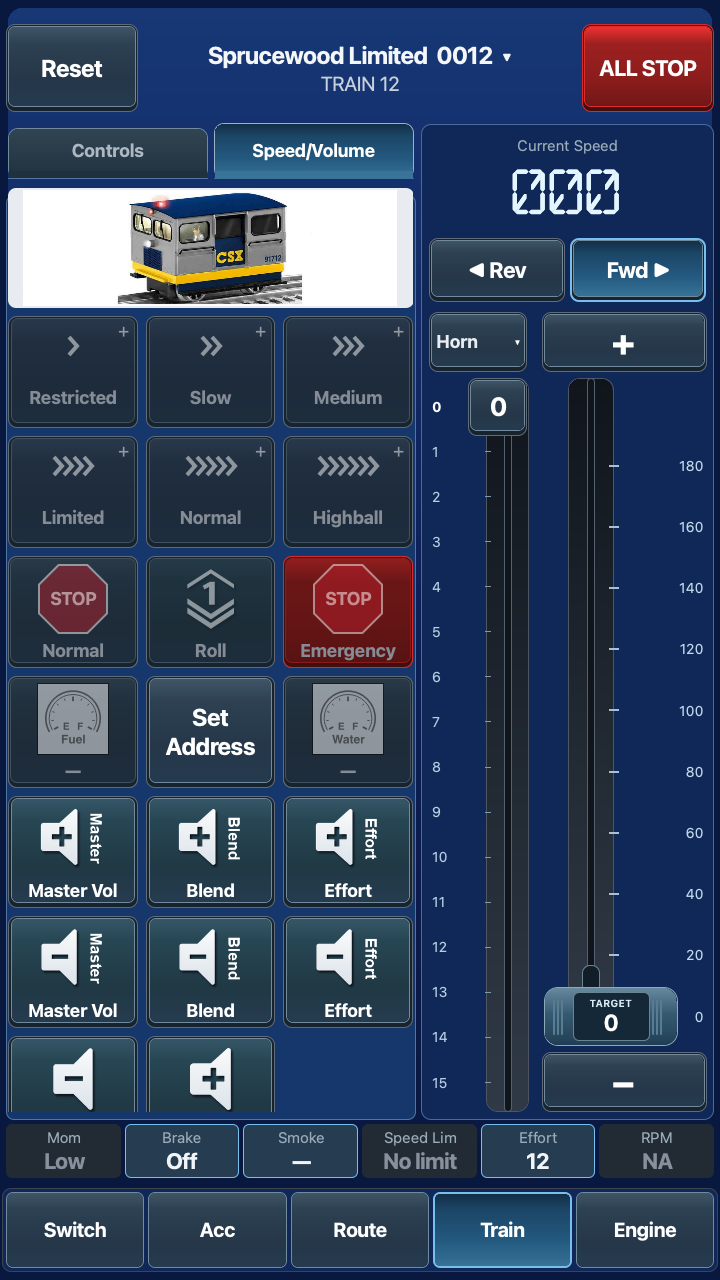 Reset
Sprucewood Limited 0012 ▼
TRAIN 12
ALL STOP
Controls
Speed/Volume
Current Speed
000
CSX
91712
◀ Rev
Fwd ▶
Horn ▼
+
Restricted +
Slow +
Medium +
Limited +
Normal +
Highball +
STOP
Normal
1
Roll
STOP
Emergency
E F
Fuel
—
Set
Address
E F
Water
—
+ Master
Master Vol
+ Blend
Blend
+ Effort
Effort
- Master
Master Vol
- Blend
Blend
- Effort
Effort
-
+
0
0
1
2
3
4
5
6
7
8
9
10
11
12
13
14
15
180
160
140
120
100
80
60
40
20
0
TARGET
0
−
Mom
Low
Brake
Off
Smoke
—
Speed Lim
No limit
Effort
12
RPM
NA
Switch
Acc
Route
Train
Engine